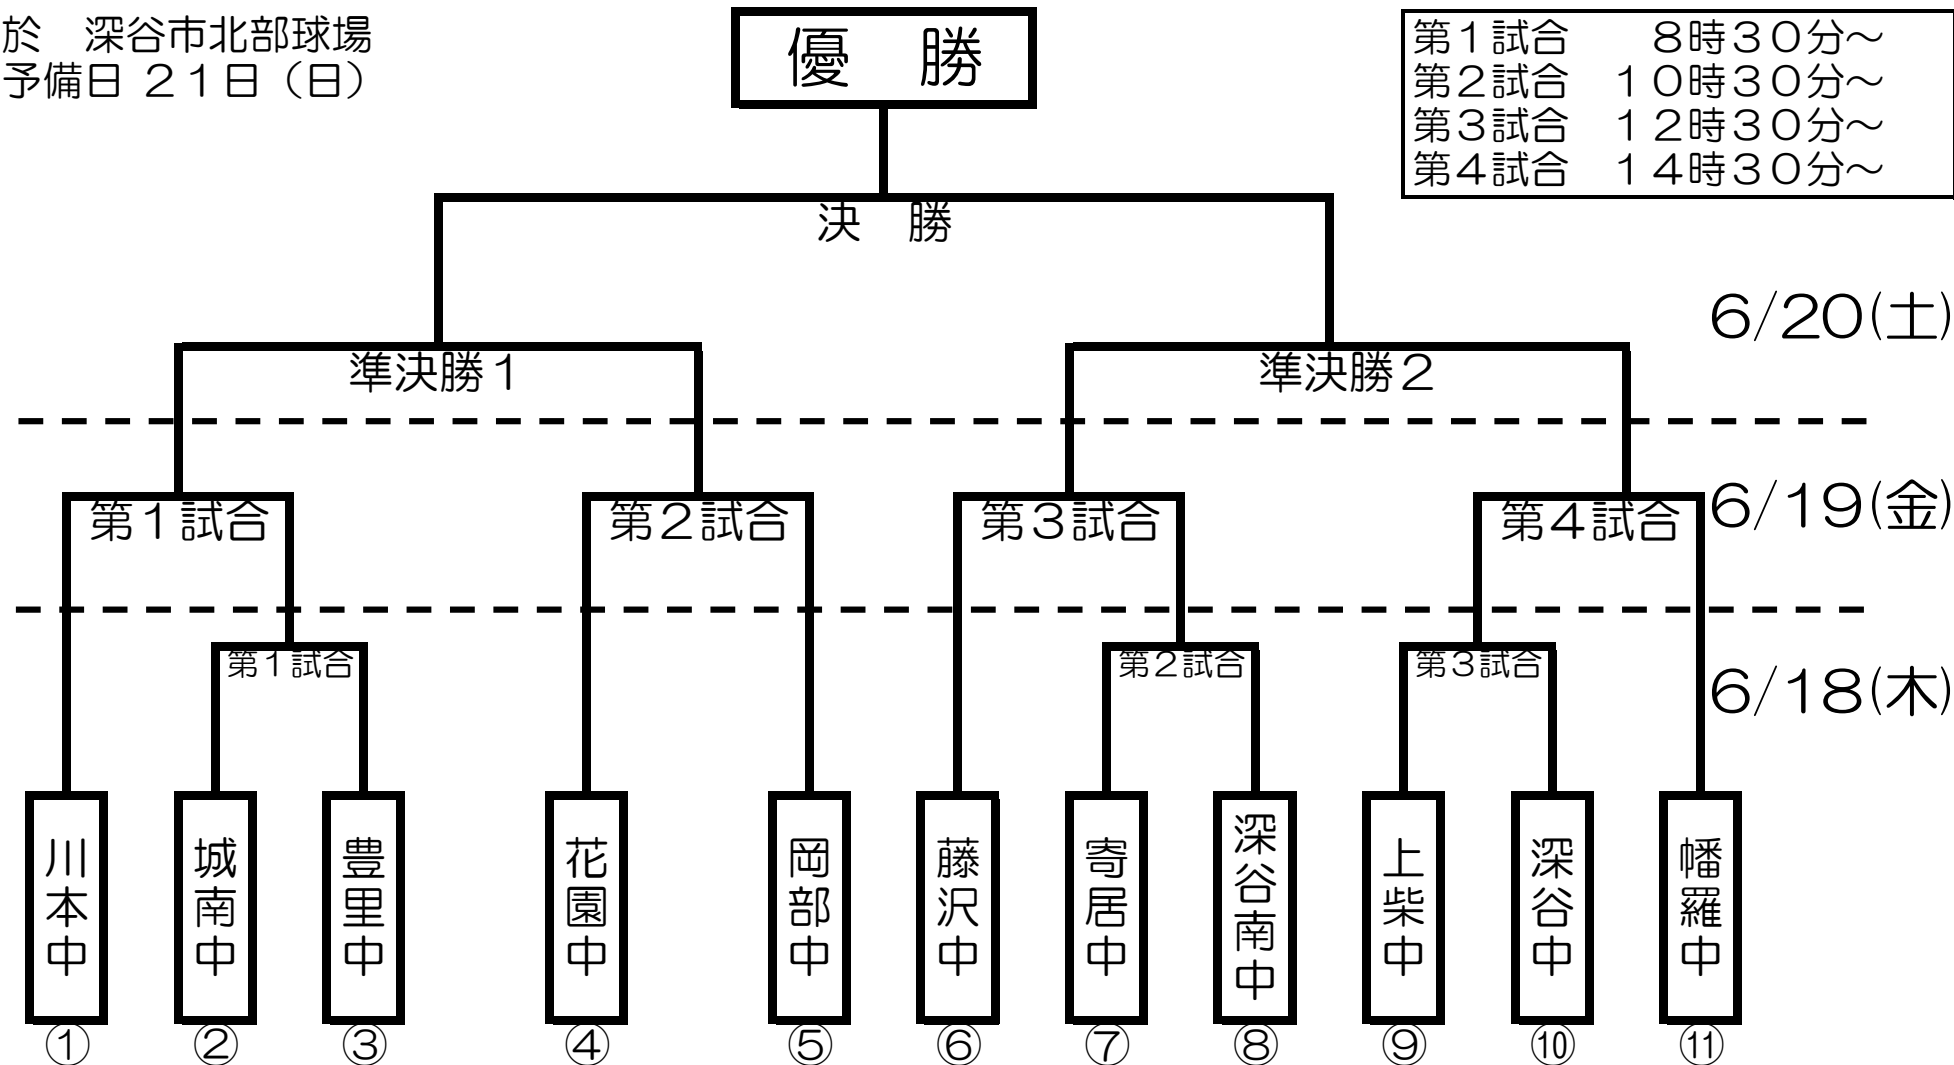 於　深谷市北部球場
予備日 ２１日（日）
優　勝
第１試合　　８時３０分～
第２試合　１０時３０分～
第３試合　１２時３０分～
第４試合　１４時３０分～
決　勝
6/20(土)
準決勝１
準決勝２
第１試合
第２試合
第３試合
第４試合
6/19(金)
第１試合
第２試合
第３試合
6/18(木)
川本中
城南中
豊里中
花園中
岡部中
藤沢中
寄居中
深谷南中
上柴中
深谷中
幡羅中
①
②
③
④
⑤
⑥
⑦
⑧
⑨
⑩
⑪